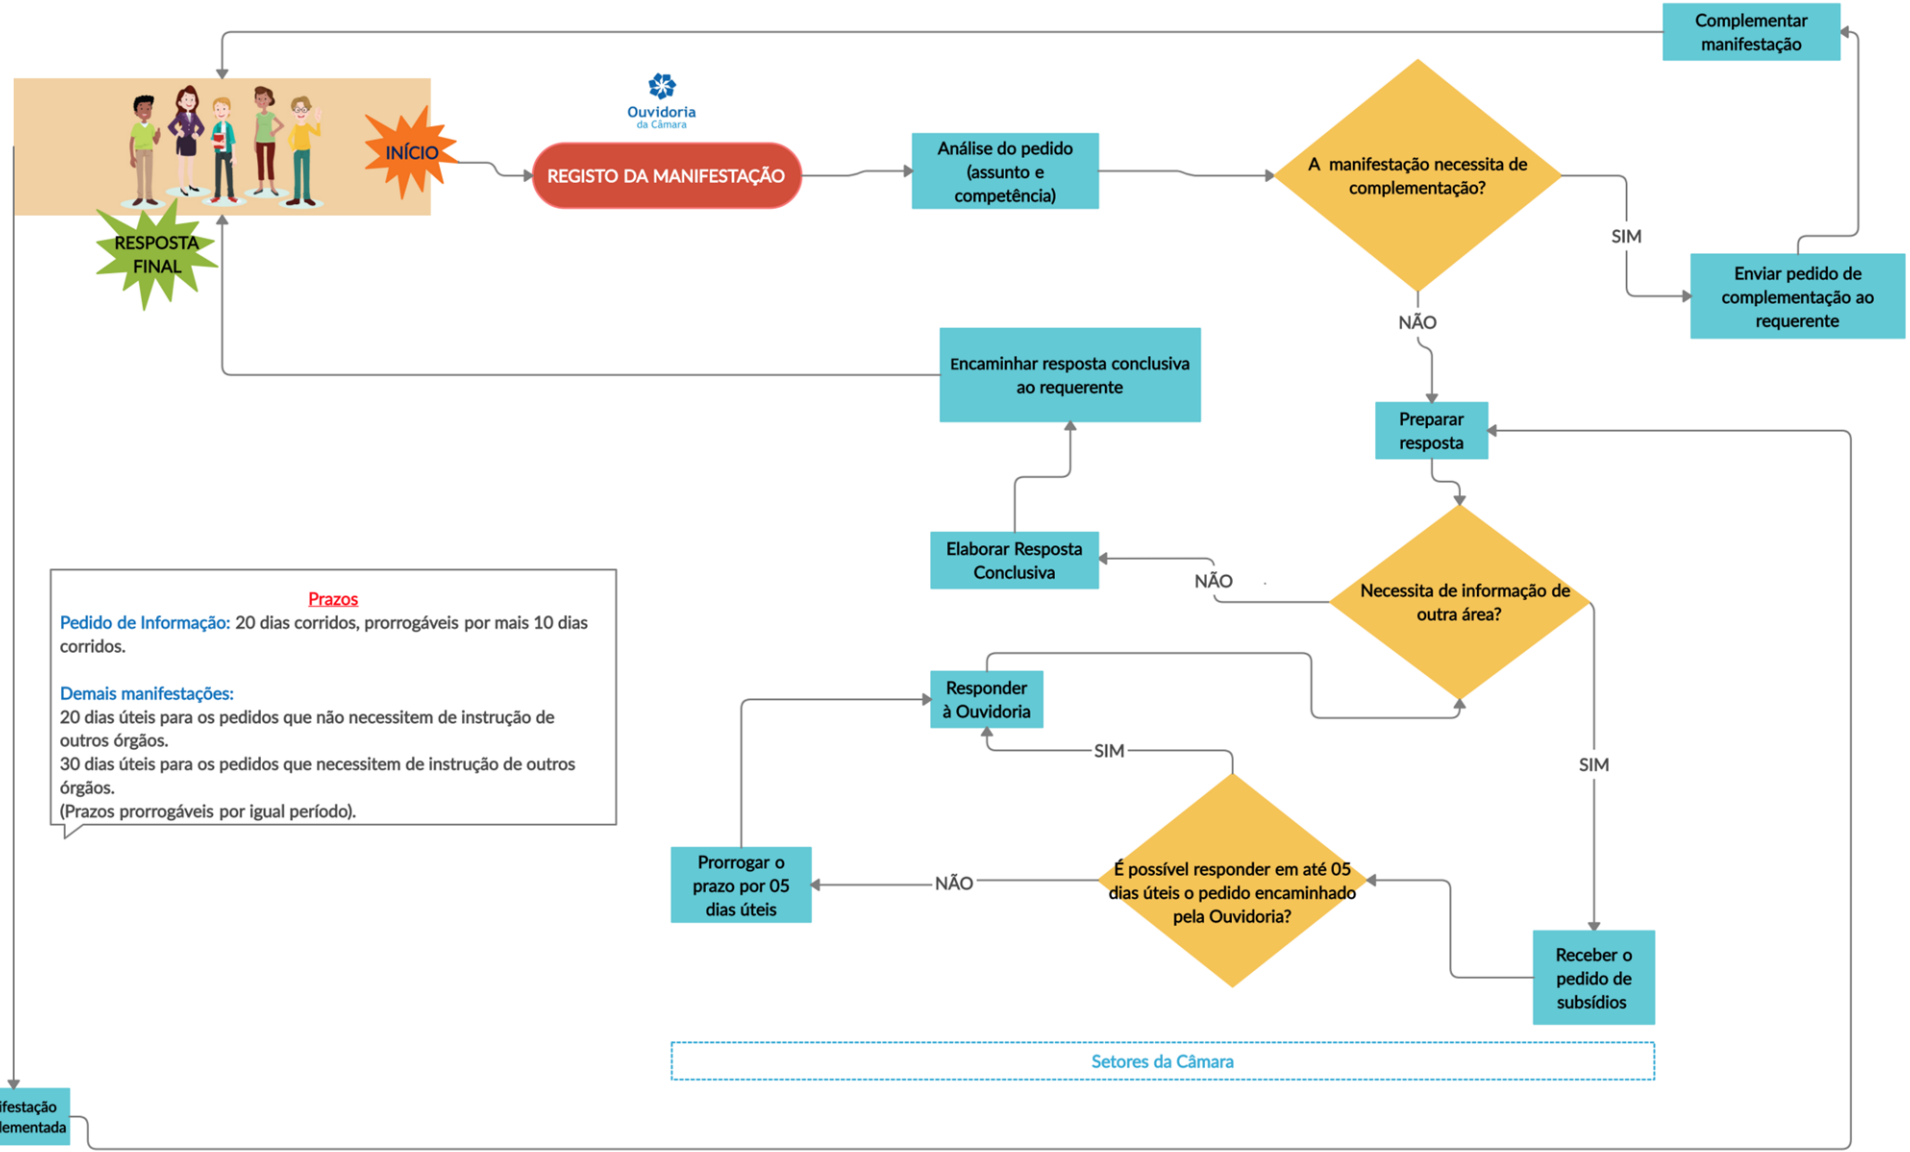 Complementar
manifestação
Ouvidoria
da Câmara
INÍCIO
REGISTO DA MANIFESTAÇÃO
Análise do pedido
(assunto e
competência)
A manifestação necessita de
complementação?
SIM
Enviar pedido de
complementação ao
requerente
RESPOSTA
FINAL
NÃO
Encaminhar resposta conclusiva
ao requerente
Preparar
resposta
Elaborar Resposta
Conclusiva
NÃO
Necessita de informação de
outra área?
Prazos
Pedido de Informação: 20 dias corridos, prorrogáveis por mais 10 dias
corridos.
Demais manifestações:
20 dias úteis para os pedidos que não necessitem de instrução de
outros órgãos.
30 dias úteis para os pedidos que necessitem de instrução de outros
órgãos.
(Prazos prorrogáveis por igual período).
Responder
à Ouvidoria
SIM
SIM
Prorrogar o
prazo por 05
dias úteis
NÃO
É possível responder em até 05
dias úteis o pedido encaminhado
pela Ouvidoria?
Receber o
pedido de
subsídios
Setores da Câmara
ifestação
lementada